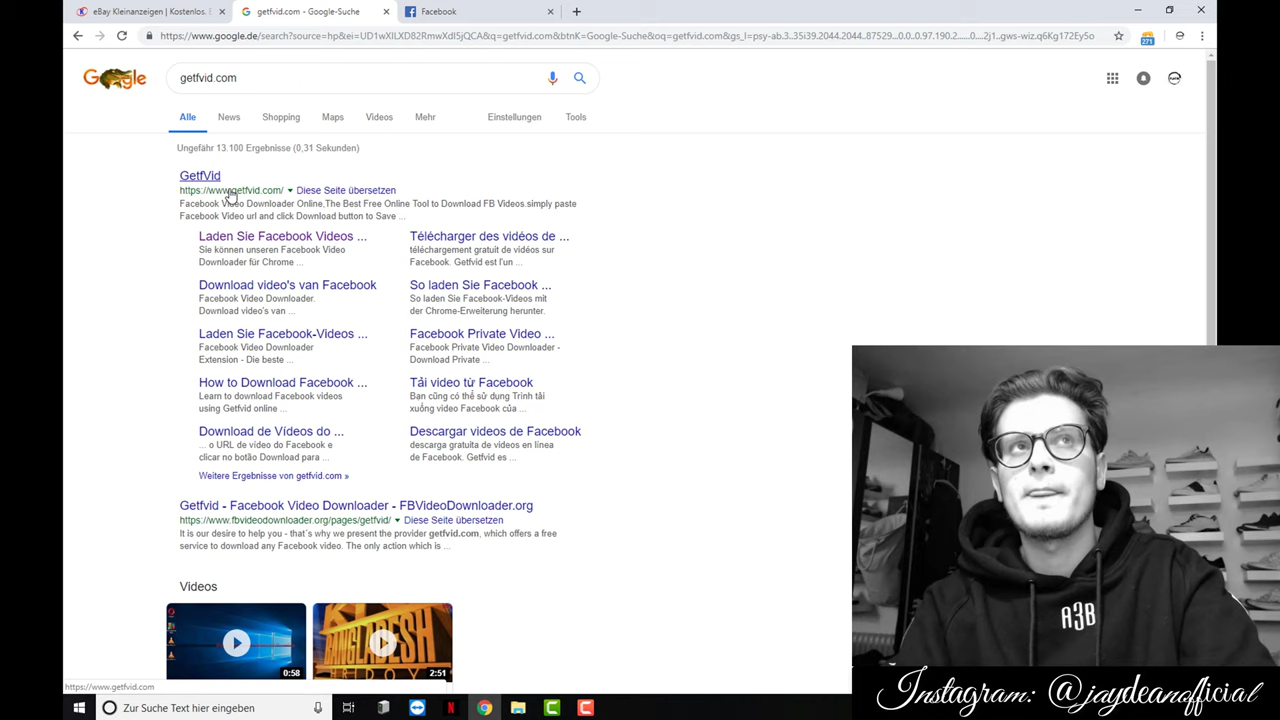 eBay Kleinanzeigen | Kostenlos.
getfvid.com - Google-Suche
Facebook
https://www.google.de/search?source=hp&ei=UD1wXILXD82RmwXdI5jQCA&q=getfvid.com&btnK=Google-Suche&oq=getfvid.com&gs_l=psy-ab.3..35i39.2044.2044..87529...0.0..0.97.190.2......0....2j1..gws-wiz.q6Kg172Ey5o
271
Google
getfvid.com
Alle
News
Shopping
Maps
Videos
Mehr
Einstellungen
Tools
Ungefähr 13.100 Ergebnisse (0,31 Sekunden)
GetfVid
https://www.getfvid.com/
Diese Seite übersetzen
Facebook Video Downloader Online,The Best Free Online Tool to Download FB Videos.simply paste
Facebook Video url and click Download button to Save ...
Laden Sie Facebook Videos ...
Sie können unseren Facebook Video
Downloader für Chrome ...
Télécharger des vidéos de ...
téléchargement gratuit de vidéos sur
Facebook. Getfvid est l'un ...
Download video's van Facebook
Facebook Video Downloader.
Download video's van ...
So laden Sie Facebook ...
So laden Sie Facebook-Videos mit
der Chrome-Erweiterung herunter.
Laden Sie Facebook-Videos ...
Facebook Video Downloader
Extension - Die beste ...
Facebook Private Video ...
Facebook Private Video Downloader -
Download Private ...
How to Download Facebook ...
Learn to download Facebook videos
using Getfvid online ...
Tải video từ Facebook
Bạn cũng có thể sử dụng Trình tải
xuống video Facebook của ...
Download de Vídeos do ...
... o URL de vídeo do Facebook e
clicar no botão Download para ...
Descargar videos de Facebook
descarga gratuita de videos en línea
de Facebook. Getfvid es ...
Weitere Ergebnisse von getfvid.com »
Getfvid - Facebook Video Downloader - FBVideoDownloader.org
https://www.fbvideodownloader.org/pages/getfvid/
Diese Seite übersetzen
It is our desire to help you - that´s why we present the provider getfvid.com, which offers a free
service to download any Facebook video. The only action which is ...
Videos
0:58
BANGLADESH
HRIDOY
2:51
https://www.getfvid.com
Zur Suche Text hier eingeben
A3B
Instagram: @jaydeanofficial